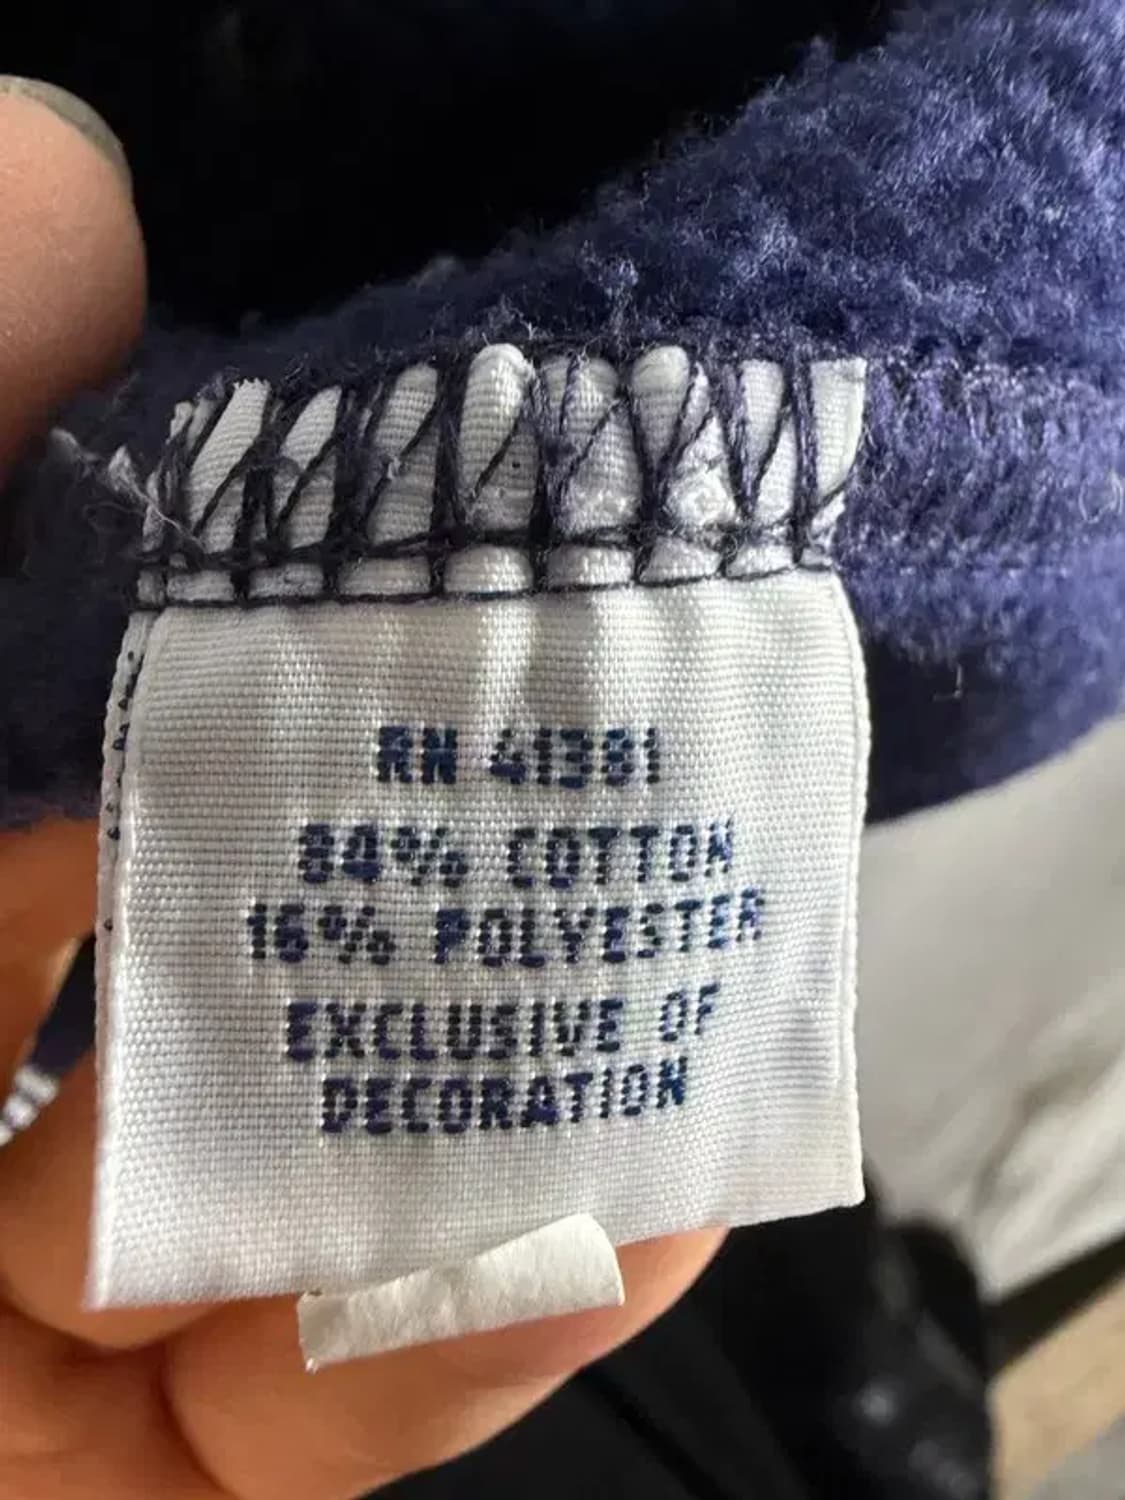 RN 41381
84% COTTON
16% POLYESTER
EXCLUSIVE OF
DECORATION